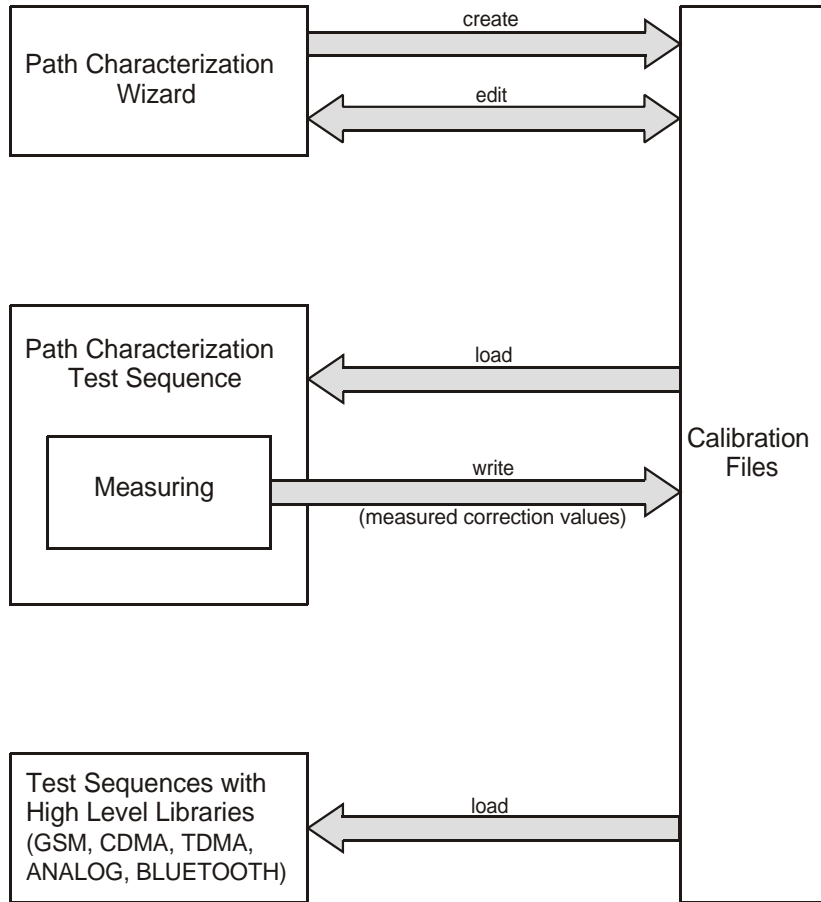 create
Path Characterization
Wizard
edit
Path Characterization
Test Sequence
load
Calibration
Files
Measuring
write
(measured correction values)
Test Sequences with
High Level Libraries
(GSM, CDMA, TDMA,
ANALOG, BLUETOOTH)
load